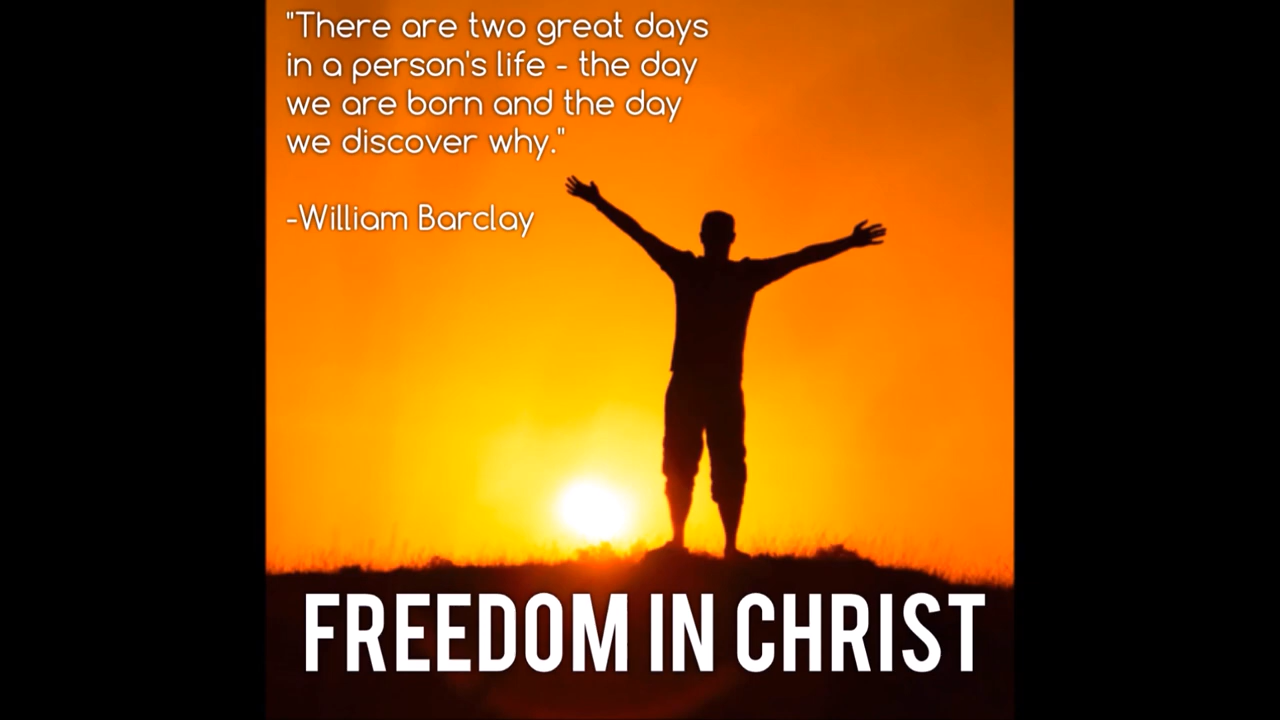 "There are two great days
in a person's life - the day
we are born and the day
we discover why."
-William Barclay
FREEDOM IN CHRIST